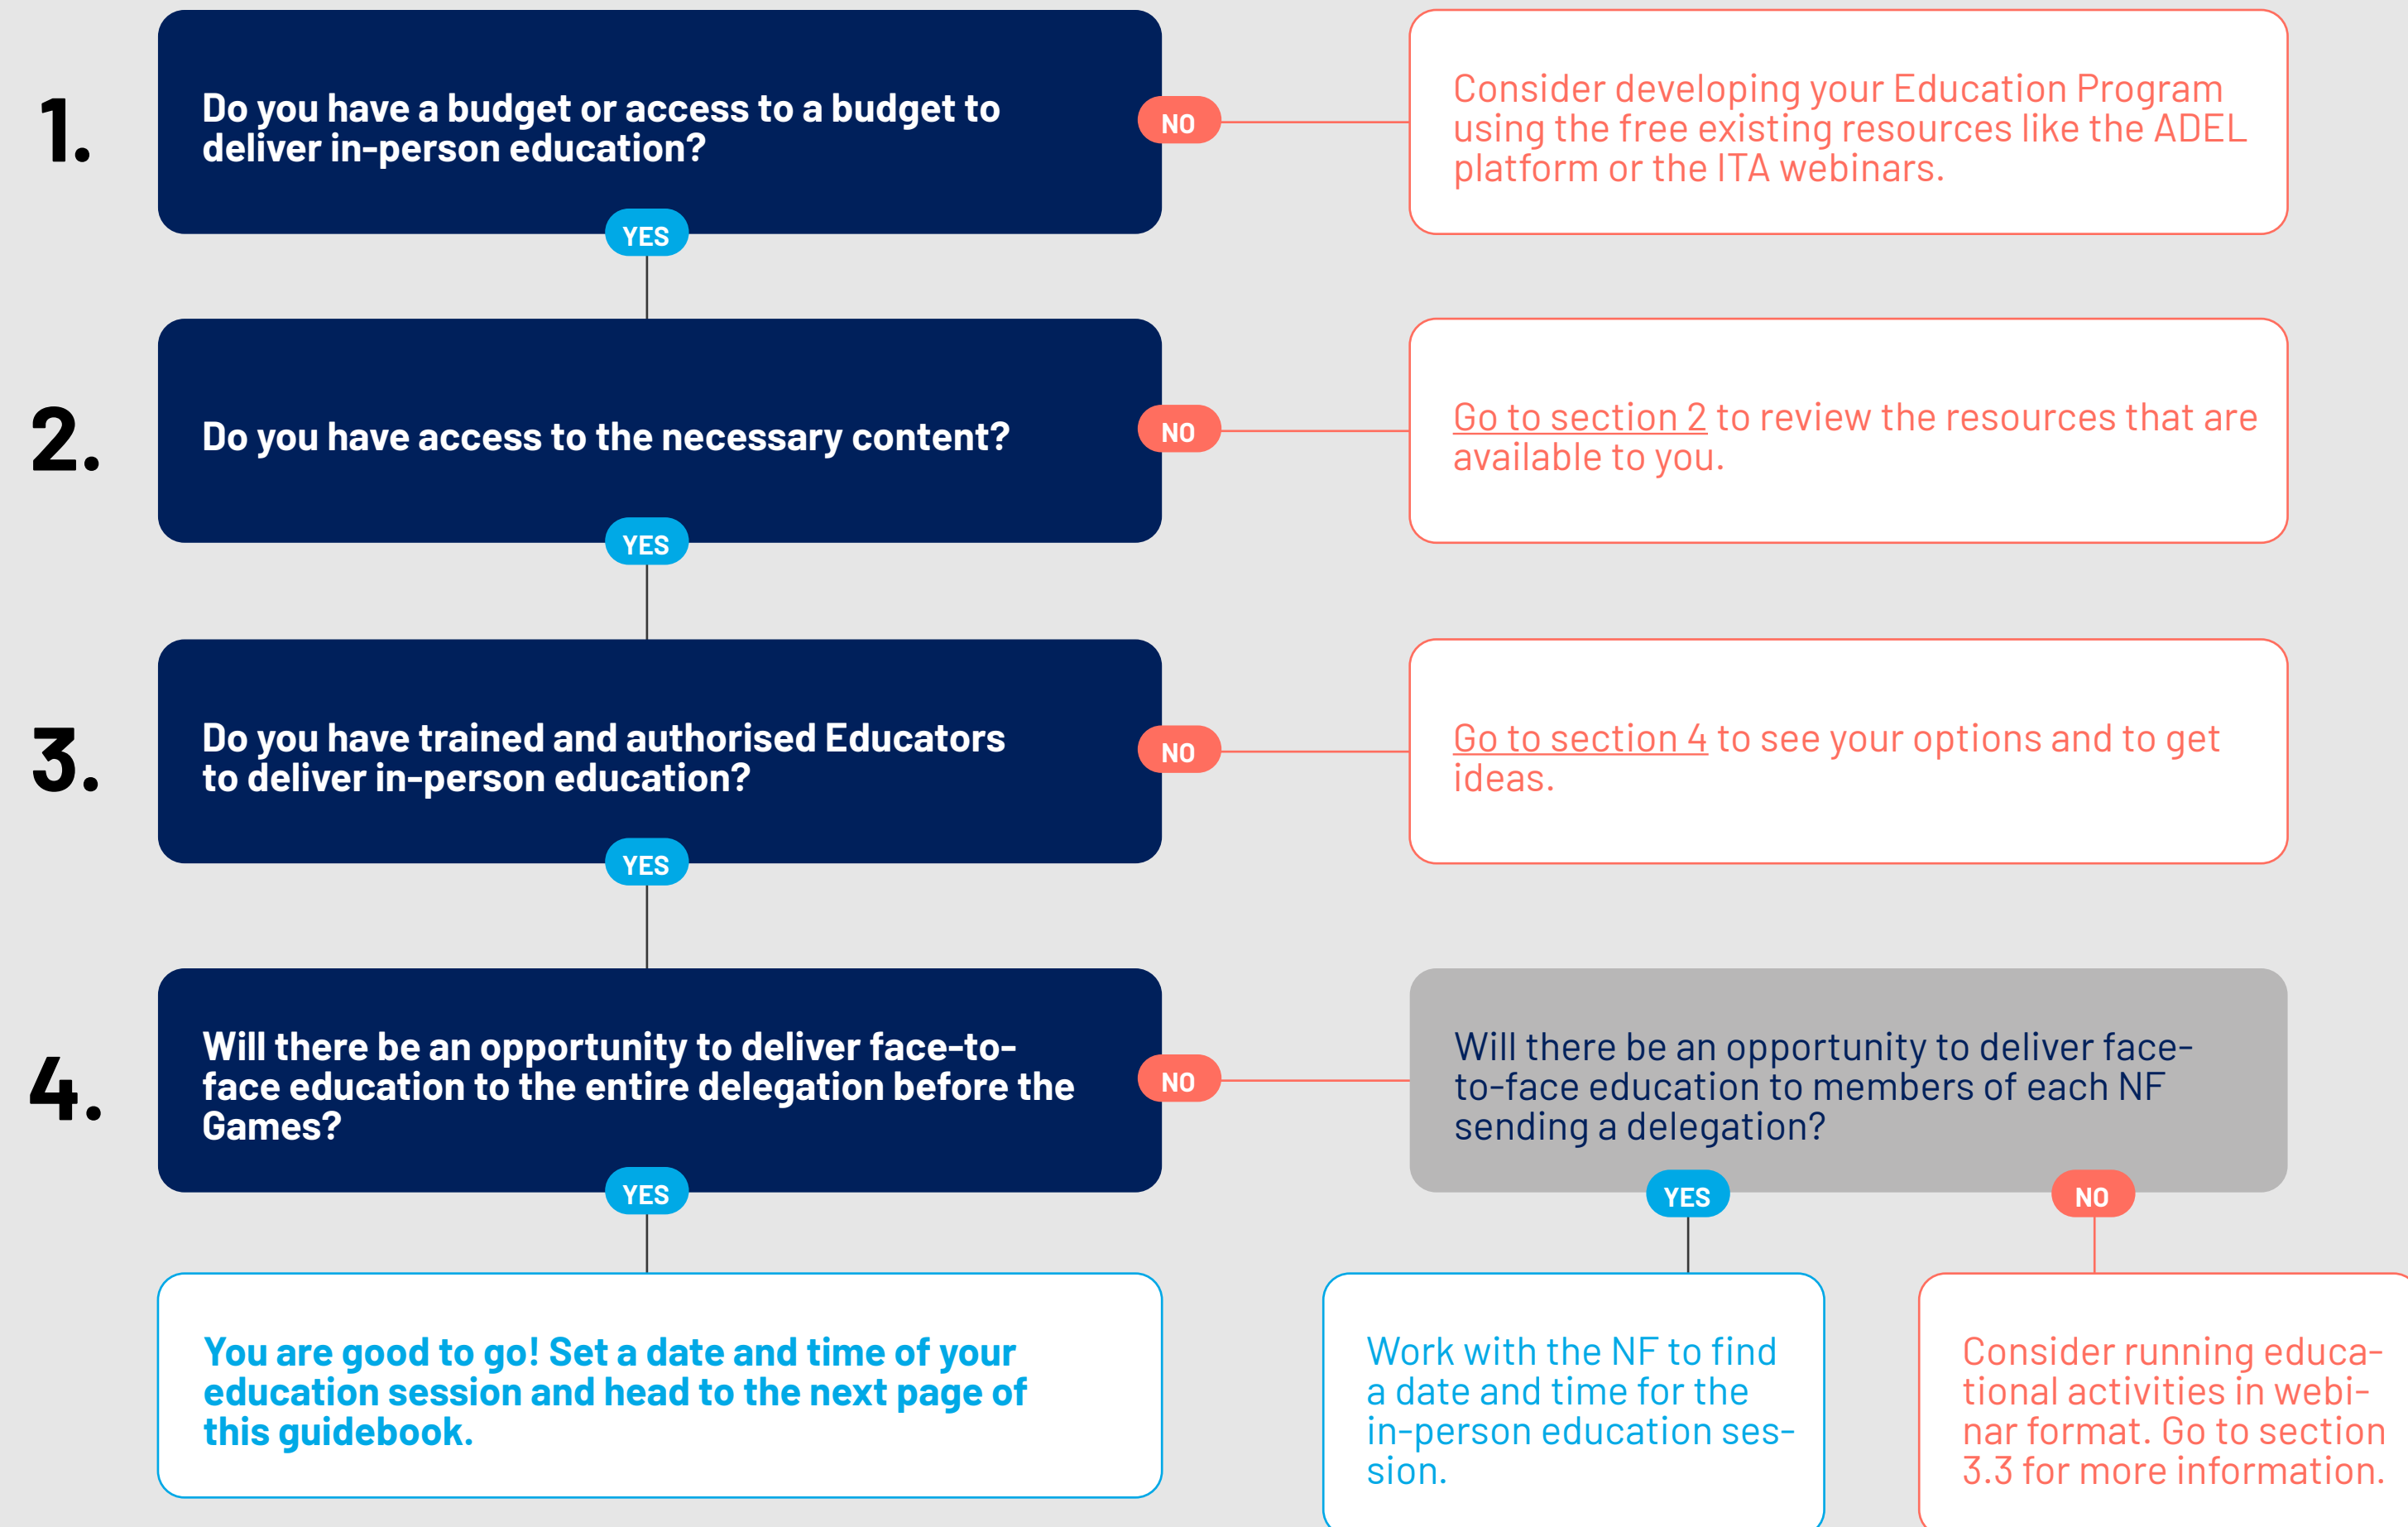 1.
Do you have a budget or access to a budget to
deliver in-person education?
NO
Consider developing your Education Program
using the free existing resources like the ADEL
platform or the ITA webinars.
YES
2.
Do you have access to the necessary content?
NO
Go to section 2 to review the resources that are
available to you.
YES
3.
Do you have trained and authorised Educators
to deliver in-person education?
NO
Go to section 4 to see your options and to get
ideas.
YES
4.
Will there be an opportunity to deliver face-to-
face education to the entire delegation before the
Games?
NO
Will there be an opportunity to deliver face-
to-face education to members of each NF
sending a delegation?
YES
YES
NO
You are good to go! Set a date and time of your
education session and head to the next page of
this guidebook.
Work with the NF to find
a date and time for the
in-person education ses-
sion.
Consider running educa-
tional activities in webi-
nar format. Go to section
3.3 for more information.